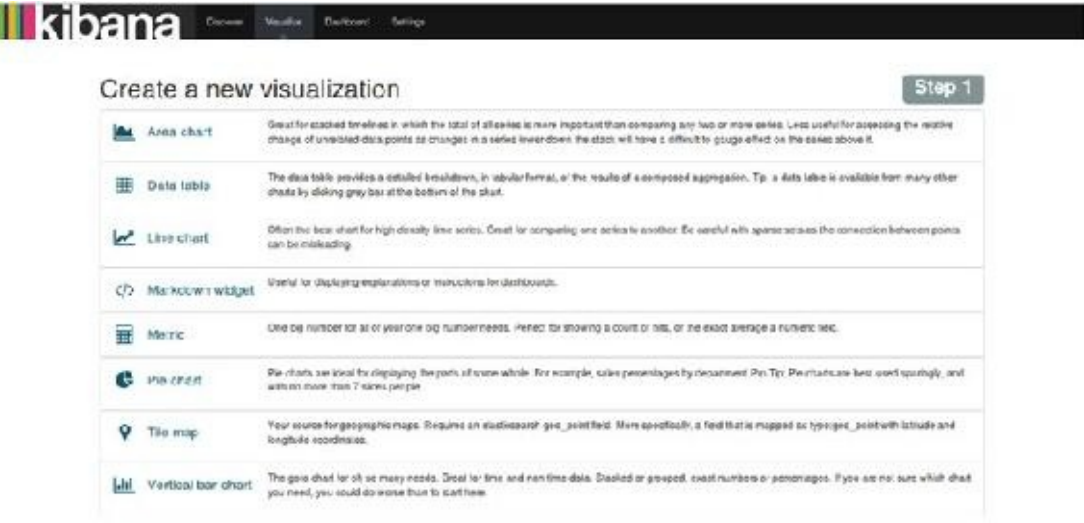 kibana Discover Visualize Dashboard Settings
Create a new visualization
Step 1
Area chart
Great for stacked timelines in which the total of all series is more important than comparing any two or more series. Less useful for assessing the relative
change of unrelated data points as changes in a series lower down the stack will have a difficult to gauge effect on the series above it.
Data table
The data table provides a detailed breakdown, in tabular format, of the results of a composed aggregation. Tip, a data table is available from many other
charts by clicking grey bar at the bottom of the chart.
Line chart
Often the best chart for high density time series. Great for comparing one series to another. Be careful with sparse sets as the connection between points
can be misleading.
Markdown widget
Useful for displaying explanations or instructions for dashboards.
Metric
One big number for all of your one big number needs. Perfect for showing a count of hits, or the exact average a numeric field.
Pie chart
Pie charts are ideal for displaying the parts of some whole. For example, sales percentages by department. Pro Tip: Pie charts are best used sparingly, and
with no more than 7 slices per pie.
Tile map
Your source for geographic maps. Requires an elasticsearch geo_point field. More specifically, a field that is mapped as type:geo_point with latitude and
longitude coordinates.
Vertical bar chart
The goto chart for oh so many needs. Great for time and non time data. Stacked or grouped, exact numbers or percentages. If you are not sure which chart
you need, you could do worse than to start here.